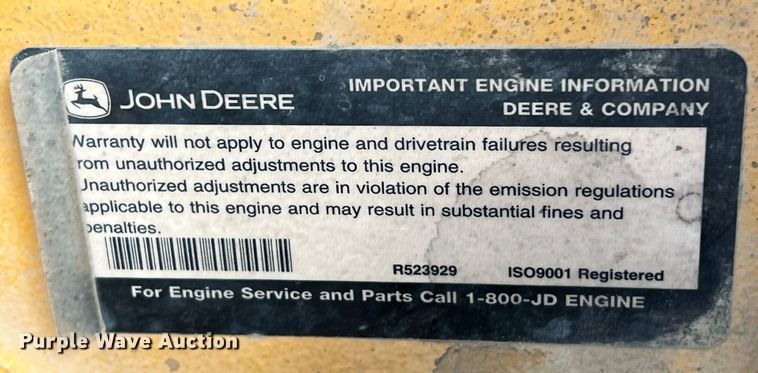 JOHN DEERE
IMPORTANT ENGINE INFORMATION
DEERE & COMPANY
Warranty will not apply to engine and drivetrain failures resulting
from unauthorized adjustments to this engine.
Unauthorized adjustments are in violation of the emission regulations
applicable to this engine and may result in substantial fines and
penalties.
R523929 ISO9001 Registered
For Engine Service and Parts Call 1-800-JD ENGINE
Purple Wave Auction